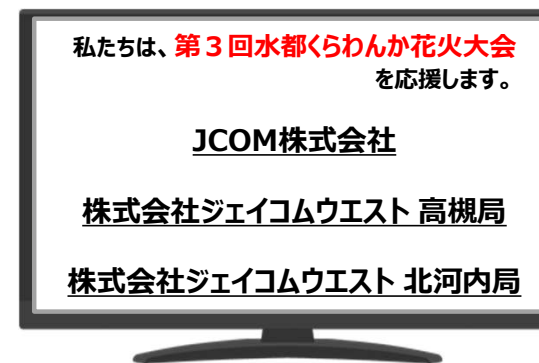 私たちは、第３回水都くらわんか花火大会
を応援します。
JCOM株式会社
株式会社ジェイコムウエスト 高槻局
株式会社ジェイコムウエスト 北河内局